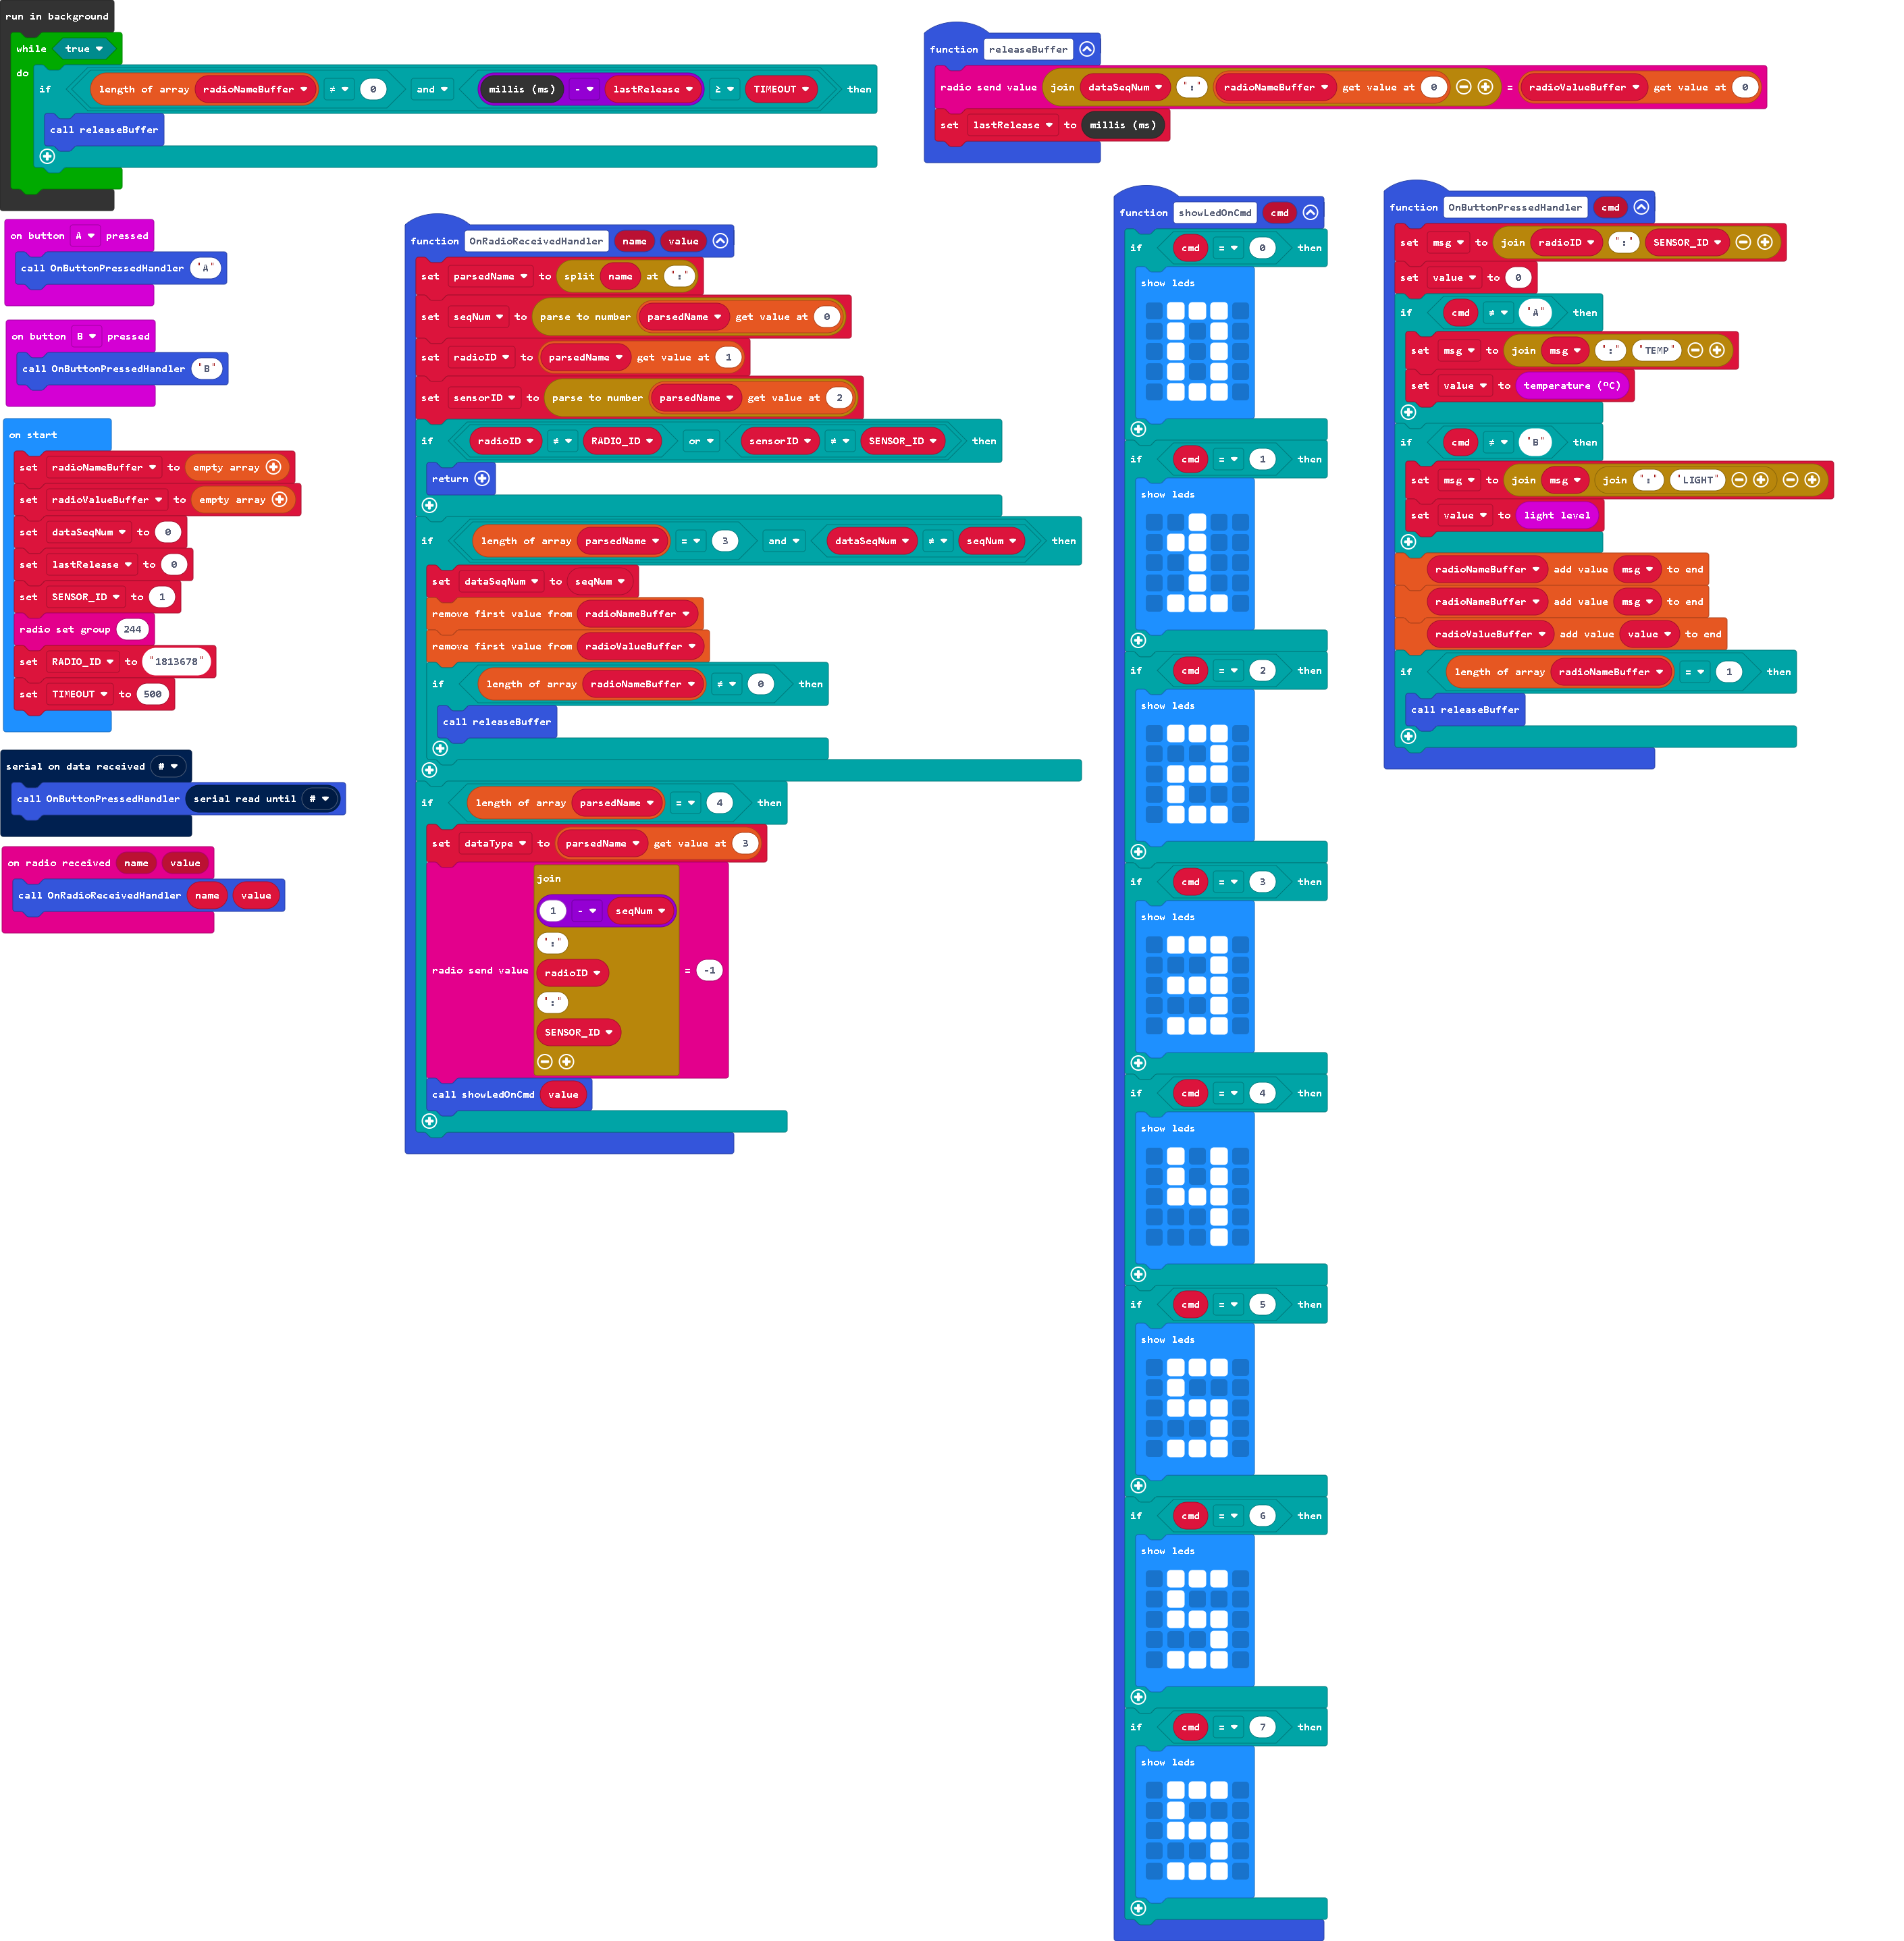 run in background
while true
do
if length of array radioNameBuffer ≠ 0 and millis (ms) - lastRelease ≥ TIMEOUT then
call releaseBuffer
on button A pressed
call OnButtonPressedHandler "A"
on button B pressed
call OnButtonPressedHandler "B"
on start
set radioNameBuffer to empty array
set radioValueBuffer to empty array
set dataSeqNum to 0
set lastRelease to 0
set SENSOR_ID to 1
radio set group 244
set RADIO_ID to "1813678"
set TIMEOUT to 500
serial on data received #
call OnButtonPressedHandler serial read until #
on radio received name value
call OnRadioReceivedHandler name value
function OnRadioReceivedHandler name value
set parsedName to split name at ":"
set seqNum to parse to number parsedName get value at 0
set radioID to parsedName get value at 1
set sensorID to parse to number parsedName get value at 2
if radioID ≠ RADIO_ID or sensorID ≠ SENSOR_ID then
return
if length of array parsedName = 3 and dataSeqNum ≠ seqNum then
set dataSeqNum to seqNum
remove first value from radioNameBuffer
remove first value from radioValueBuffer
if length of array radioNameBuffer ≠ 0 then
call releaseBuffer
if length of array parsedName = 4 then
set dataType to parsedName get value at 3
radio send value join 1 - seqNum ":" radioID ":" SENSOR_ID = -1
call showLedOnCmd value
function releaseBuffer
radio send value join dataSeqNum ":" radioNameBuffer get value at 0 = radioValueBuffer get value at 0
set lastRelease to millis (ms)
function showLedOnCmd cmd
if cmd = 0 then
show leds
if cmd = 1 then
show leds
if cmd = 2 then
show leds
if cmd = 3 then
show leds
if cmd = 4 then
show leds
if cmd = 5 then
show leds
if cmd = 6 then
show leds
if cmd = 7 then
show leds
function OnButtonPressedHandler cmd
set msg to join radioID ":" SENSOR_ID
set value to 0
if cmd ≠ "A" then
set msg to join msg ":" "TEMP"
set value to temperature (°C)
if cmd ≠ "B" then
set msg to join msg join ":" "LIGHT"
set value to light level
radioNameBuffer add value msg to end
radioNameBuffer add value msg to end
radioValueBuffer add value value to end
if length of array radioNameBuffer = 1 then
call releaseBuffer